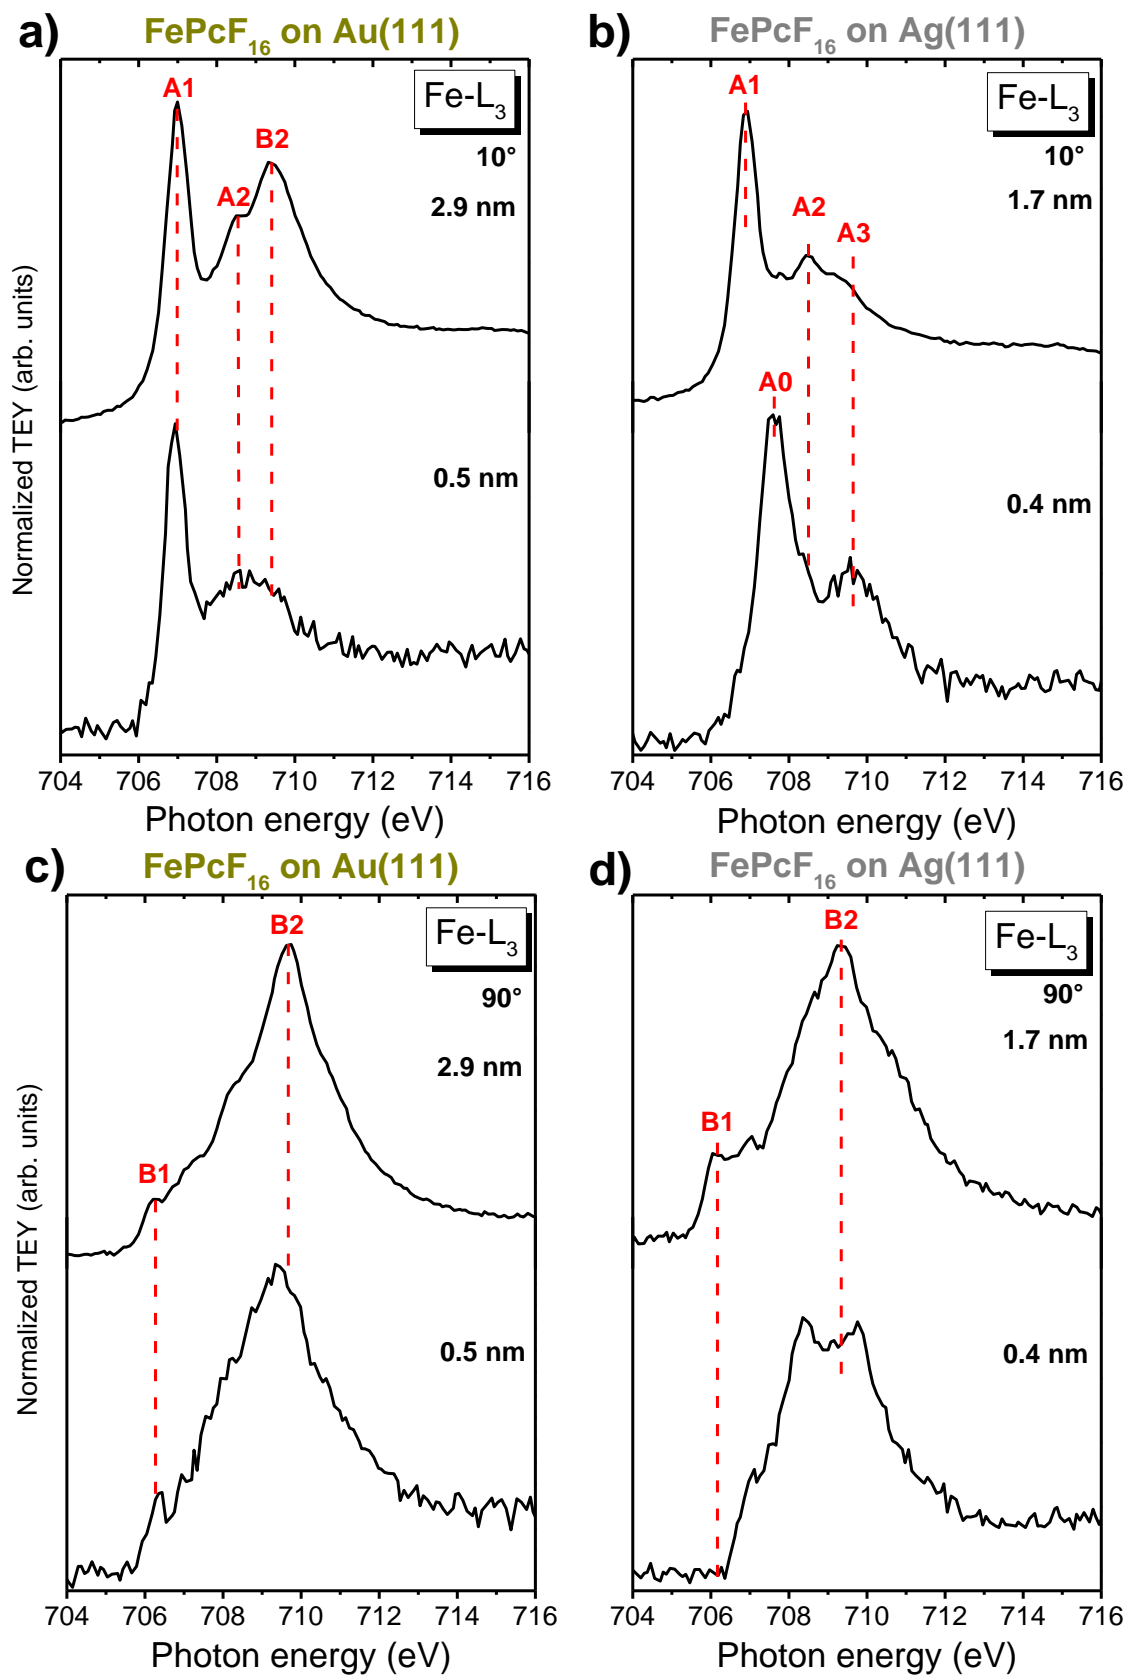 a)
FePcF16 on Au(111)
A1
Fe-L3
10°
B2
A2
2.9 nm
0.5 nm
Normalized TEY (arb. units)
704 706 708 710 712 714 716
Photon energy (eV)
b)
FePcF16 on Ag(111)
A1
Fe-L3
10°
1.7 nm
A2
A3
A0
0.4 nm
704 706 708 710 712 714 716
Photon energy (eV)
c)
FePcF16 on Au(111)
B2
Fe-L3
90°
2.9 nm
B1
0.5 nm
Normalized TEY (arb. units)
704 706 708 710 712 714 716
Photon energy (eV)
d)
FePcF16 on Ag(111)
B2
Fe-L3
90°
1.7 nm
B1
0.4 nm
704 706 708 710 712 714 716
Photon energy (eV)